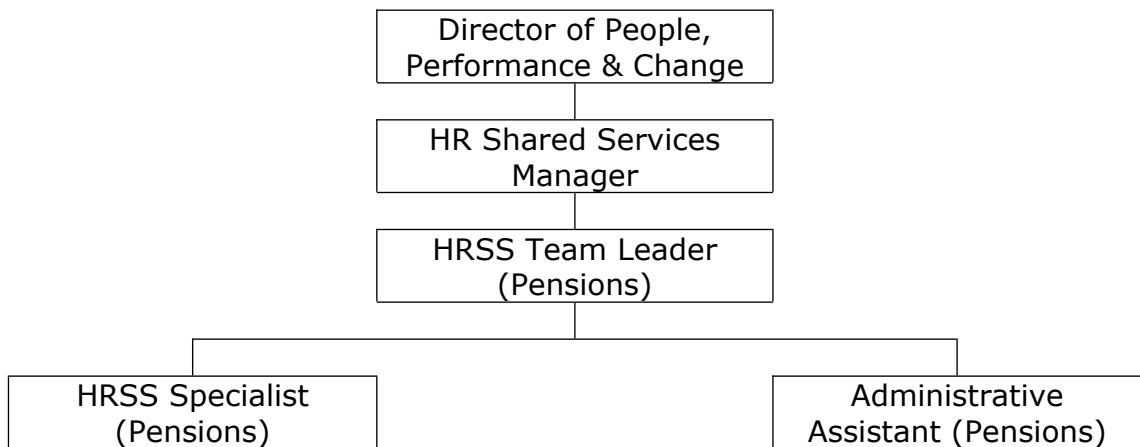 Director of People,
Performance & Change
HR Shared Services
Manager
HRSS Team Leader
(Pensions)
HRSS Specialist
(Pensions)
Administrative
Assistant (Pensions)